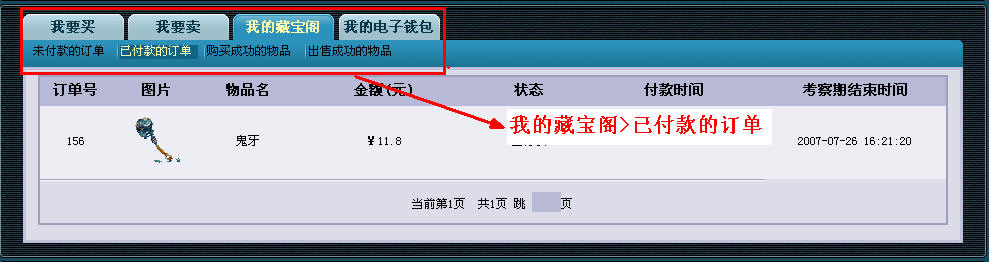 我要买 我要卖 我的藏宝阁 我的电子钱包
未付款的订单 已付款的订单 购买成功的物品 出售成功的物品
订单号 图片 物品名 金额(元) 状态 付款时间 考察期结束时间
我的藏宝阁>已付款的订单
156 鬼牙 ¥11.8 2007-07-26 16:21:20
当前第1页 共1页 跳 页